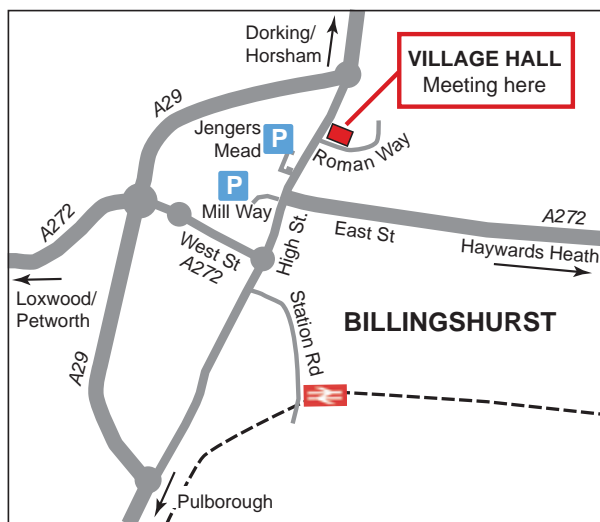 Dorking/
Horsham
VILLAGE HALL
Meeting here
A29
Jengers
Mead
P
Roman Way
P
Mill Way
A272
West St
A272
High St.
East St
A272
Haywards Heath
Loxwood/
Petworth
Station Rd
BILLINGSHURST
A29
Pulborough